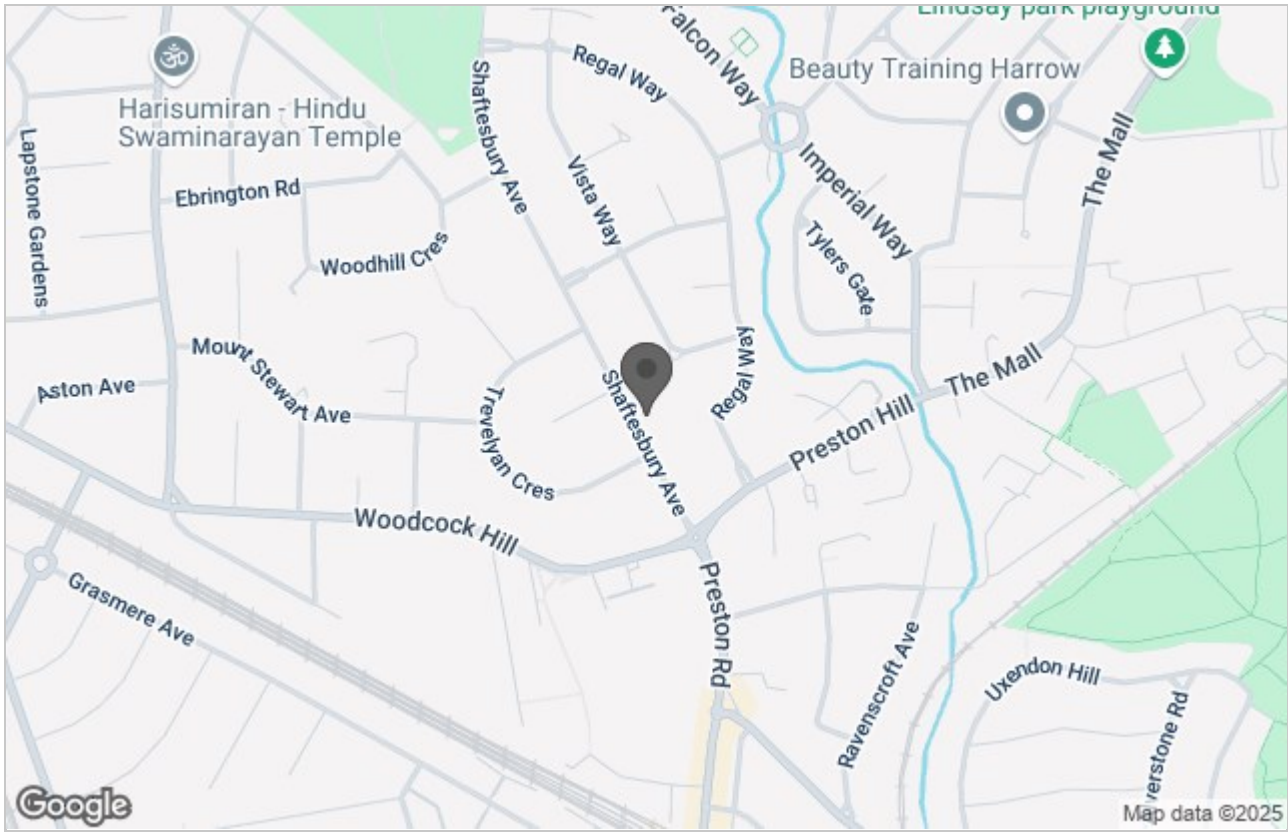 Lindsay park playground
Falcon Way
Regal Way
Beauty Training Harrow
Harisumiran - Hindu
Swaminarayan Temple
Shaftesbury Ave
Lapstone Gardens
The Mall
Imperial Way
Vista Way
Ebrington Rd
Tylers Gate
Woodhill Cres
Mount Stewart Ave
Aston Ave
Regal Way
The Mall
Trevelyan Cres
Shaftesbury Ave
Preston Hill
Woodcock Hill
Preston Rd
Grasmere Ave
Ravenscroft Ave
Uxendon Hill
verstone Rd
Google
Map data ©2025